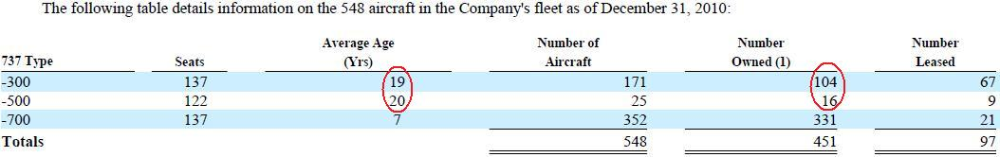 The following table details information on the 548 aircraft in the Company's fleet as of December 31, 2010:
Average Age Number of Number Number
737 Type Seats (Yrs) Aircraft Owned (1) Leased
-300 137 19 171 104 67
-500 122 20 25 16 9
-700 137 7 352 331 21
Totals 548 451 97